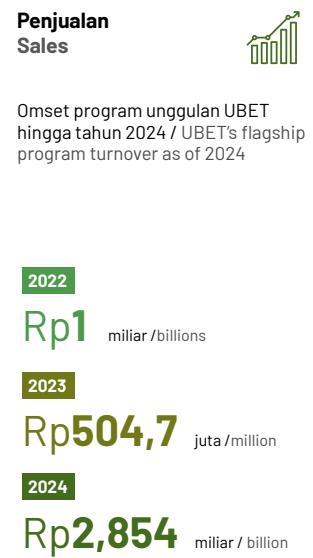 Penjualan
Sales
Omset program unggulan UBET
hingga tahun 2024 / UBET's flagship
program turnover as of 2024
2022
Rp1 miliar /billions
2023
Rp504,7 juta /million
2024
Rp2,854 miliar / billion